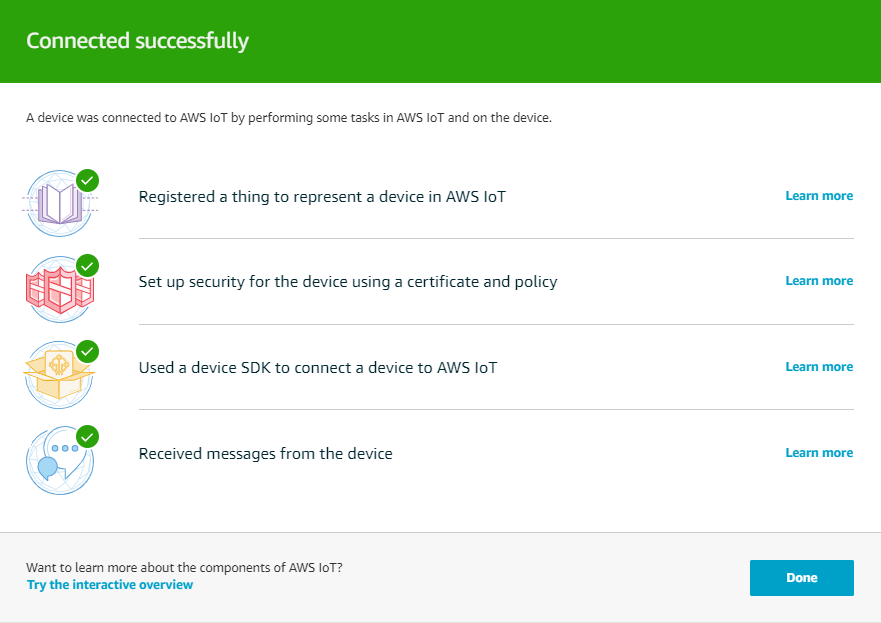 Connected successfully
A device was connected to AWS IoT by performing some tasks in AWS IoT and on the device.
Registered a thing to represent a device in AWS IoT
Learn more
Set up security for the device using a certificate and policy
Learn more
Used a device SDK to connect a device to AWS IoT
Learn more
Received messages from the device
Learn more
Want to learn more about the components of AWS IoT?
Try the interactive overview
Done